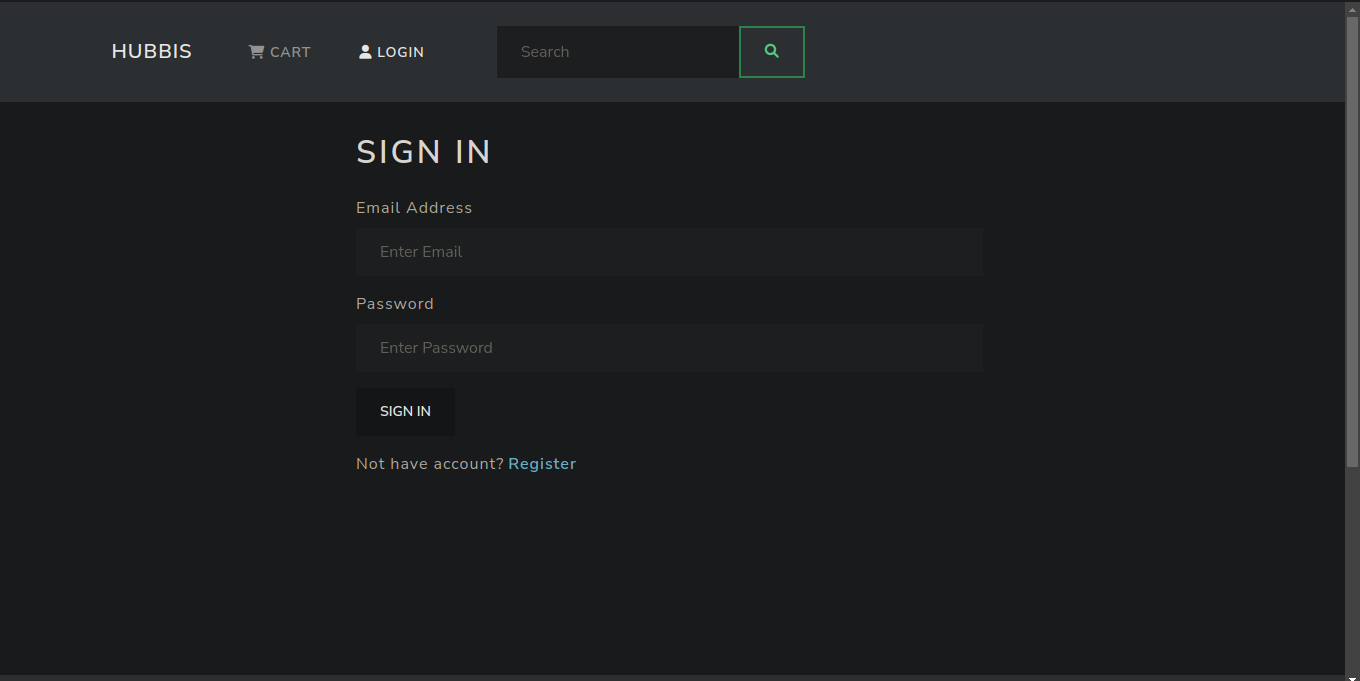 HUBBIS CART LOGIN Search
SIGN IN
Email Address
Enter Email
Password
Enter Password
SIGN IN
Not have account? Register